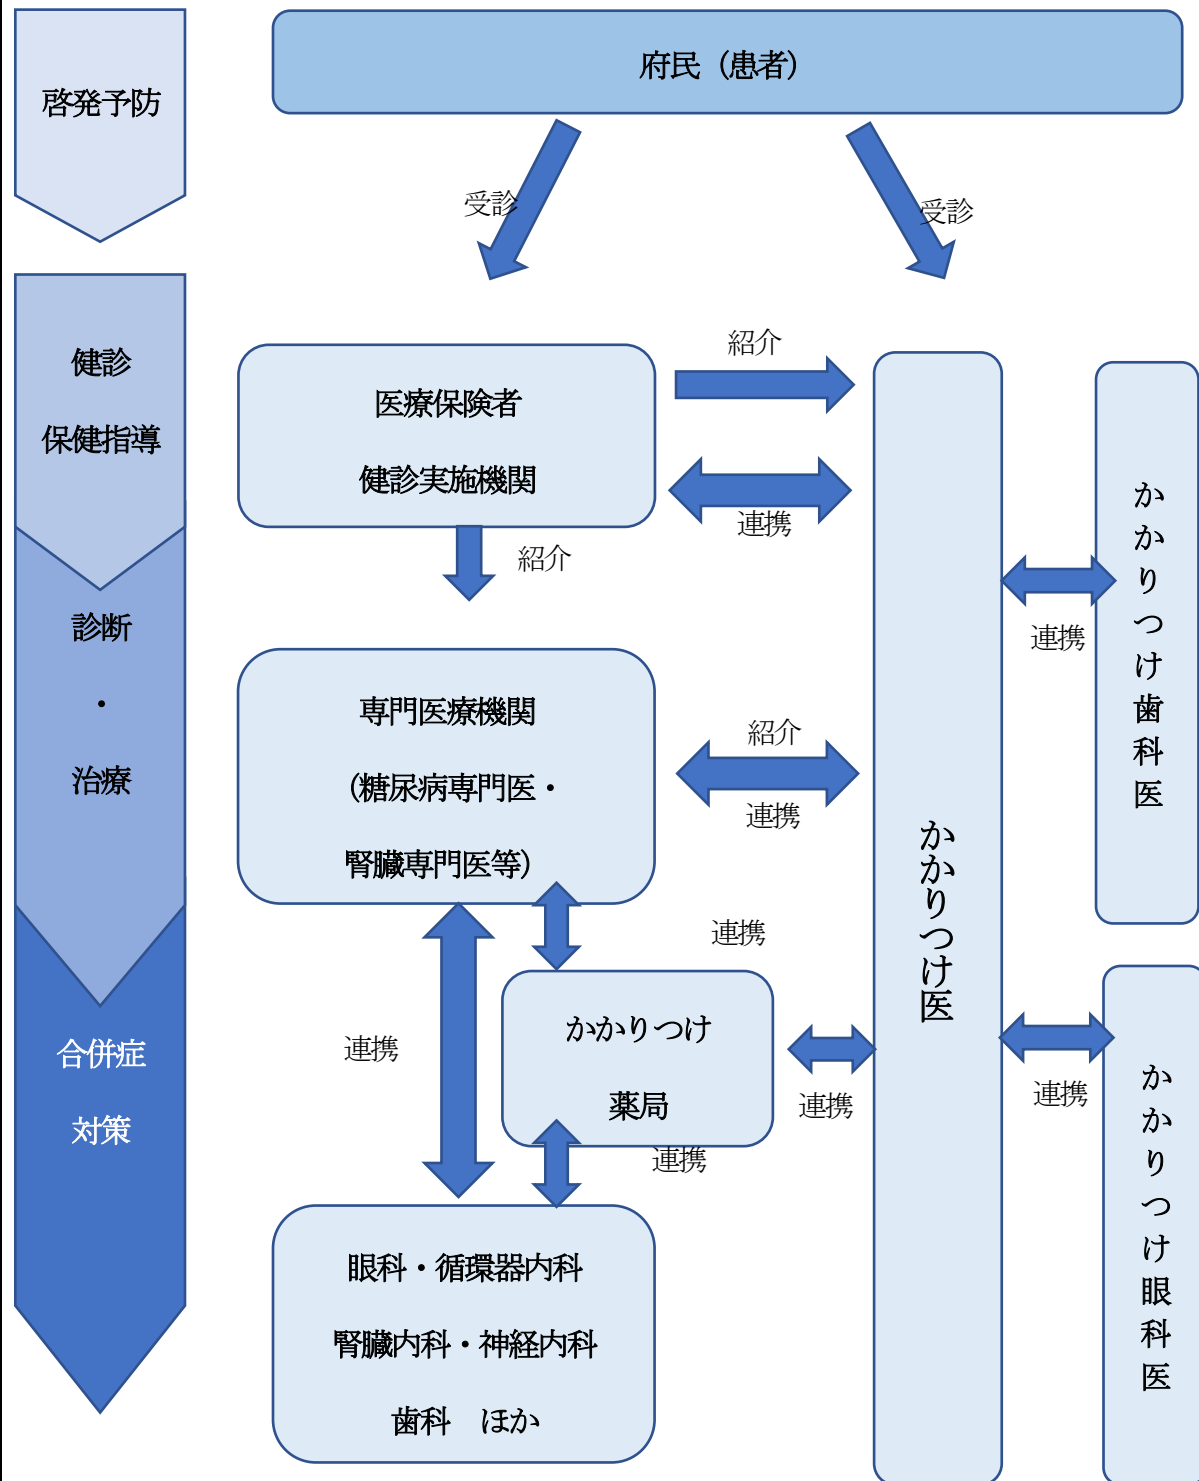 啓発予防
府民（患者）
受診
受診
健診
保健指導
医療保険者
健診実施機関
紹介
連携
紹介
診断
・
治療
専門医療機関
(糖尿病専門医・
腎臓専門医等)
紹介
連携
かかりつけ医
連携
かかりつけ歯科医
連携
かかりつけ
薬局
連携
連携
連携
連携
かかりつけ眼科医
合併症
対策
眼科・循環器内科
腎臓内科・神経内科
歯科　ほか